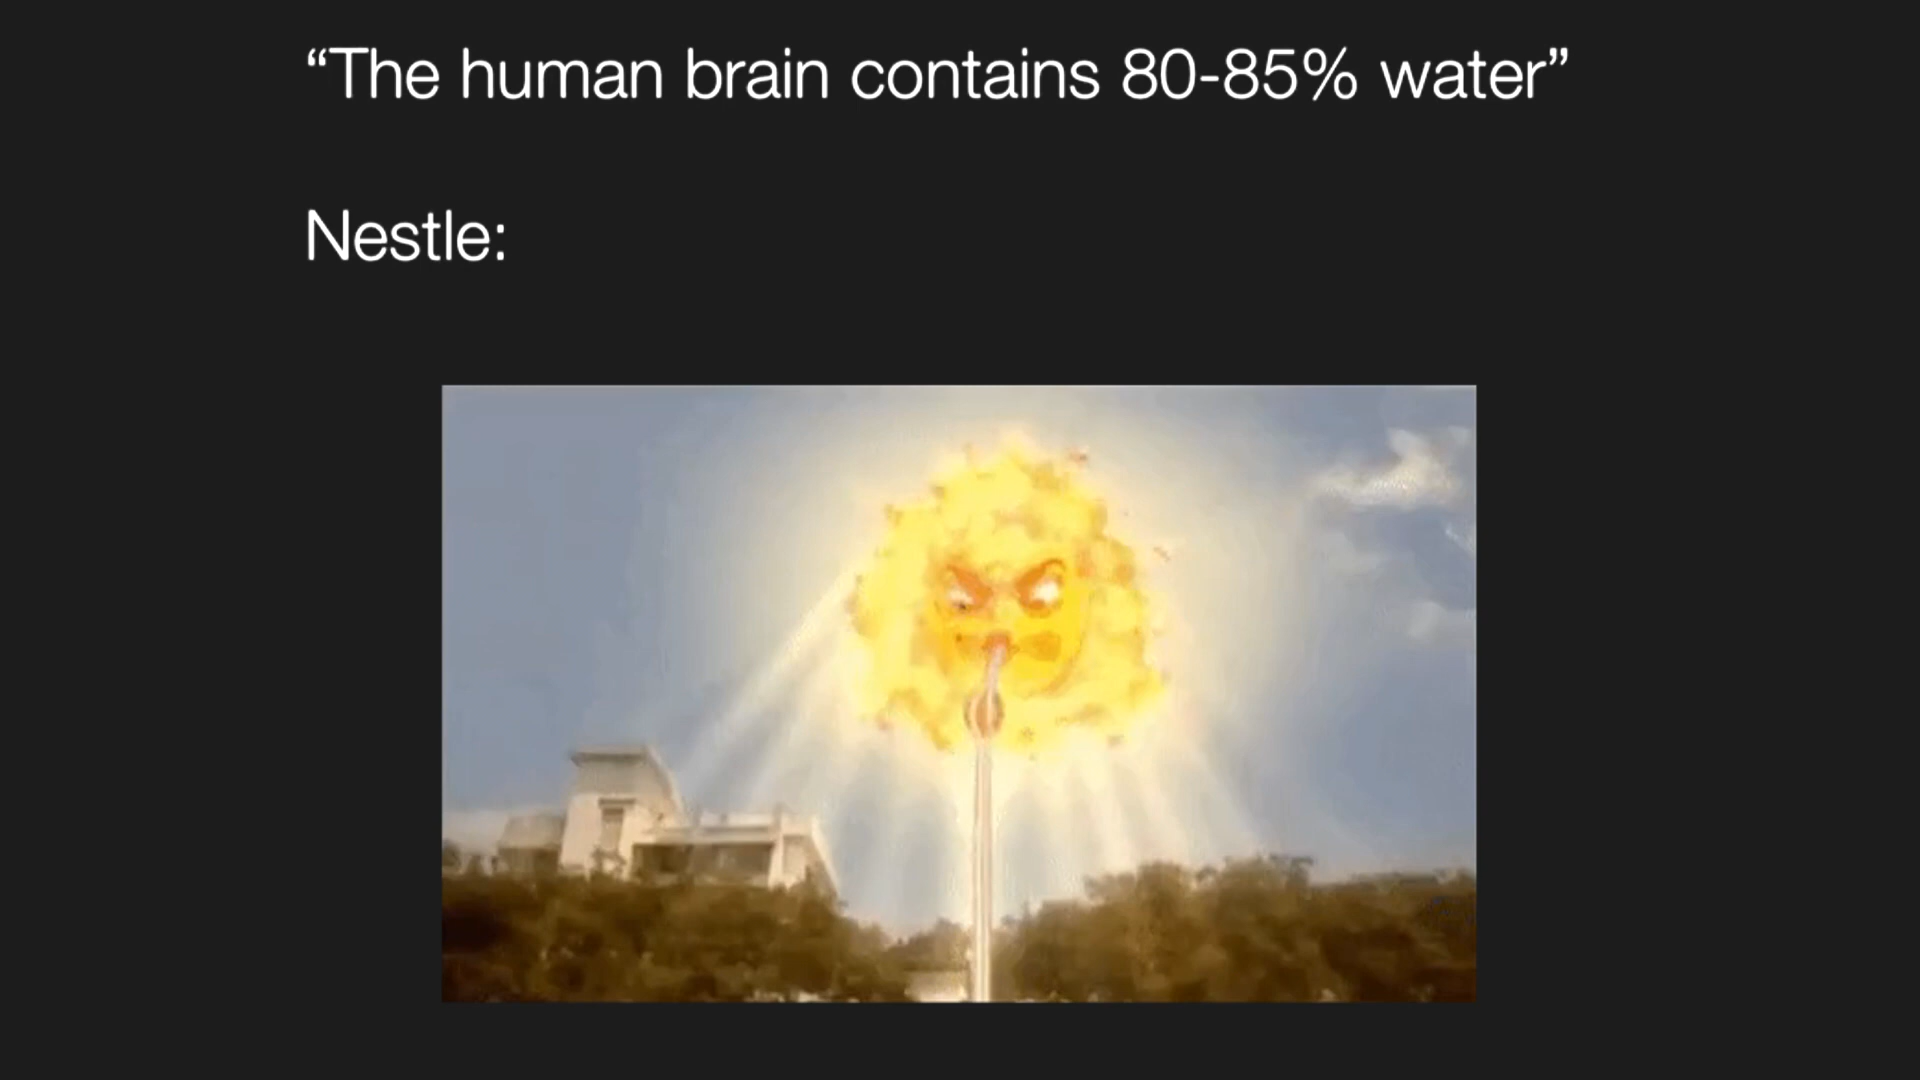 “The human brain contains 80-85% water”
Nestle: